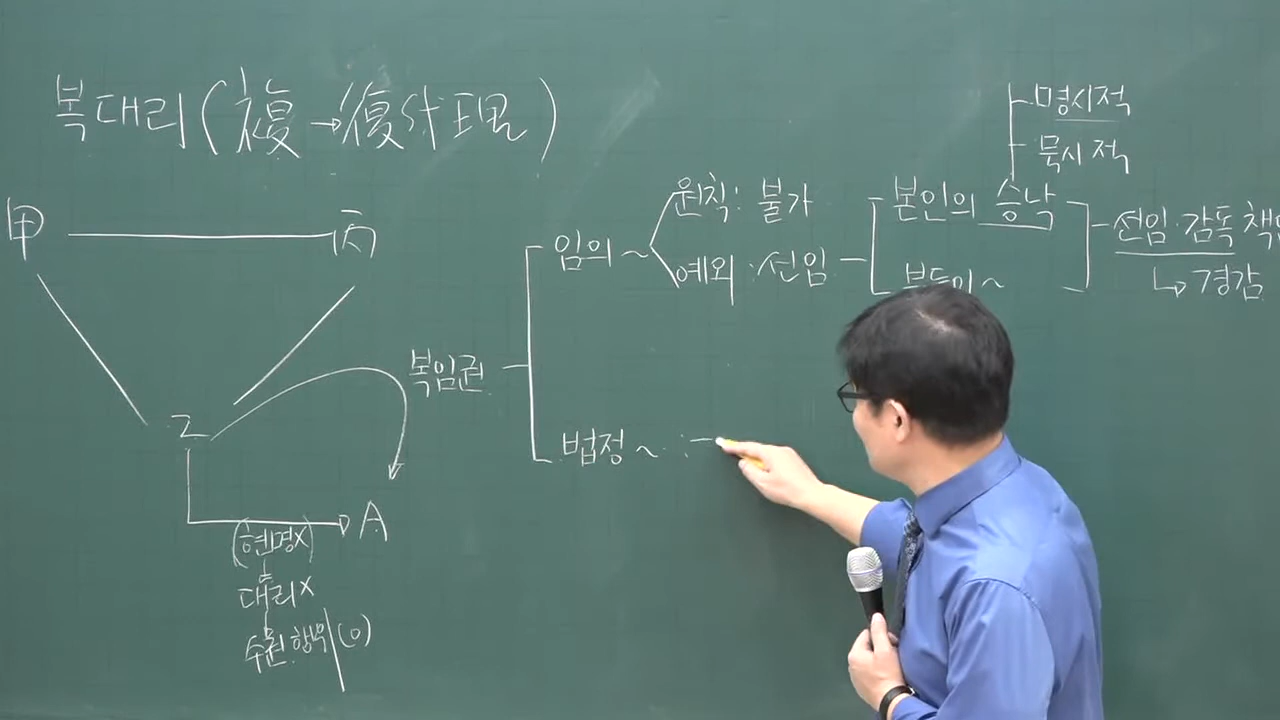 복대리(複→復代理)
명시적
묵시적
甲 丙
원칙: 불가
본인의 승낙
임의~
예외: 선임
부득이~
선임·감독 책임
↳ 경감
복임권
乙
법정~ :
A
(현명x)
대리x
수권행위(0)